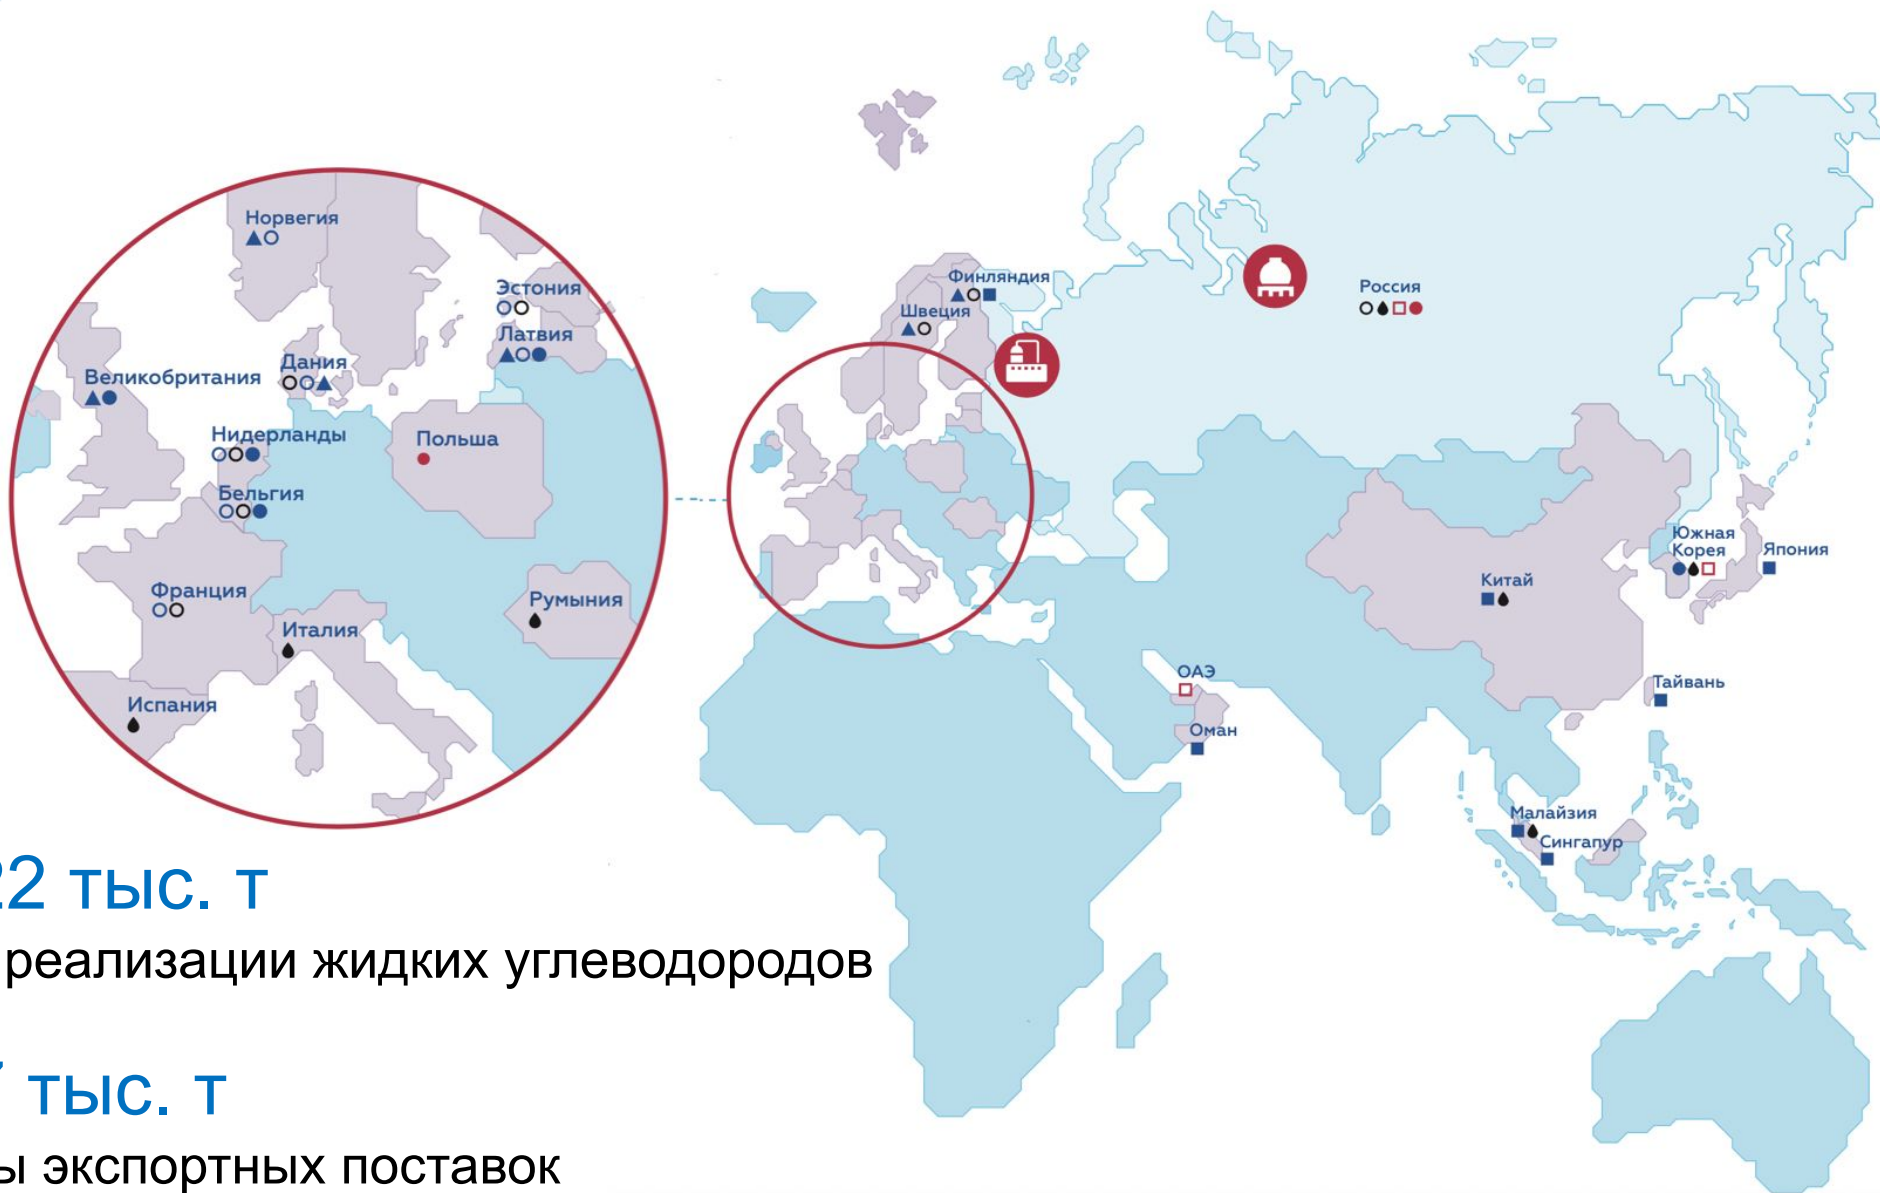 Норвегия
Эстония
Латвия
Дания
Великобритания
Нидерланды
Польша
Бельгия
Франция
Румыния
Италия
Испания
Финляндия
Швеция
Россия
Южная
Корея
Япония
Китай
ОАЭ
Тайвань
Оман
Малайзия
Сингапур
22 тыс. т
реализации жидких углеводородов
тыс. т
экспортных поставок